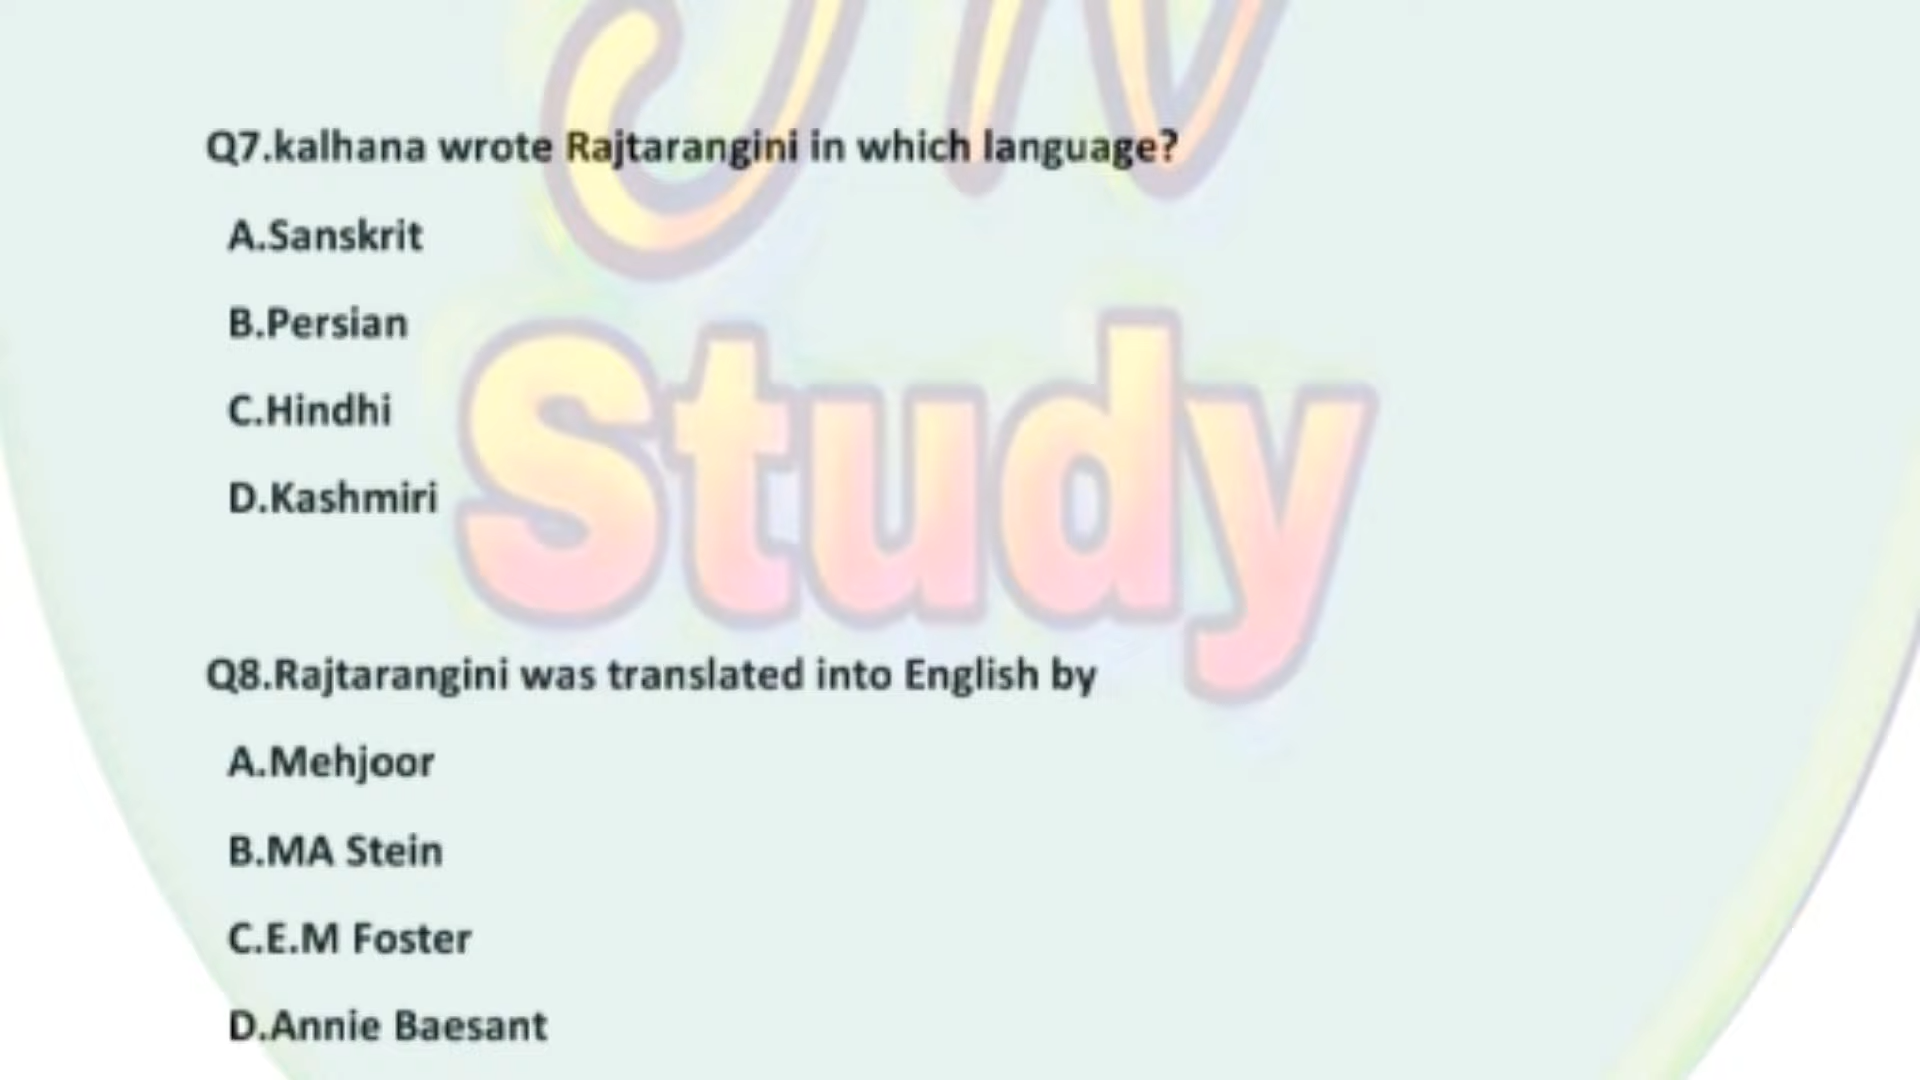 Q7.kalhana wrote Rajtarangini in which language?
A.Sanskrit
B.Persian
C.Hindhi
D.Kashmiri
Study
Q8.Rajtarangini was translated into English by
A.Mehjoor
B.MA Stein
C.E.M Foster
D.Annie Baesant